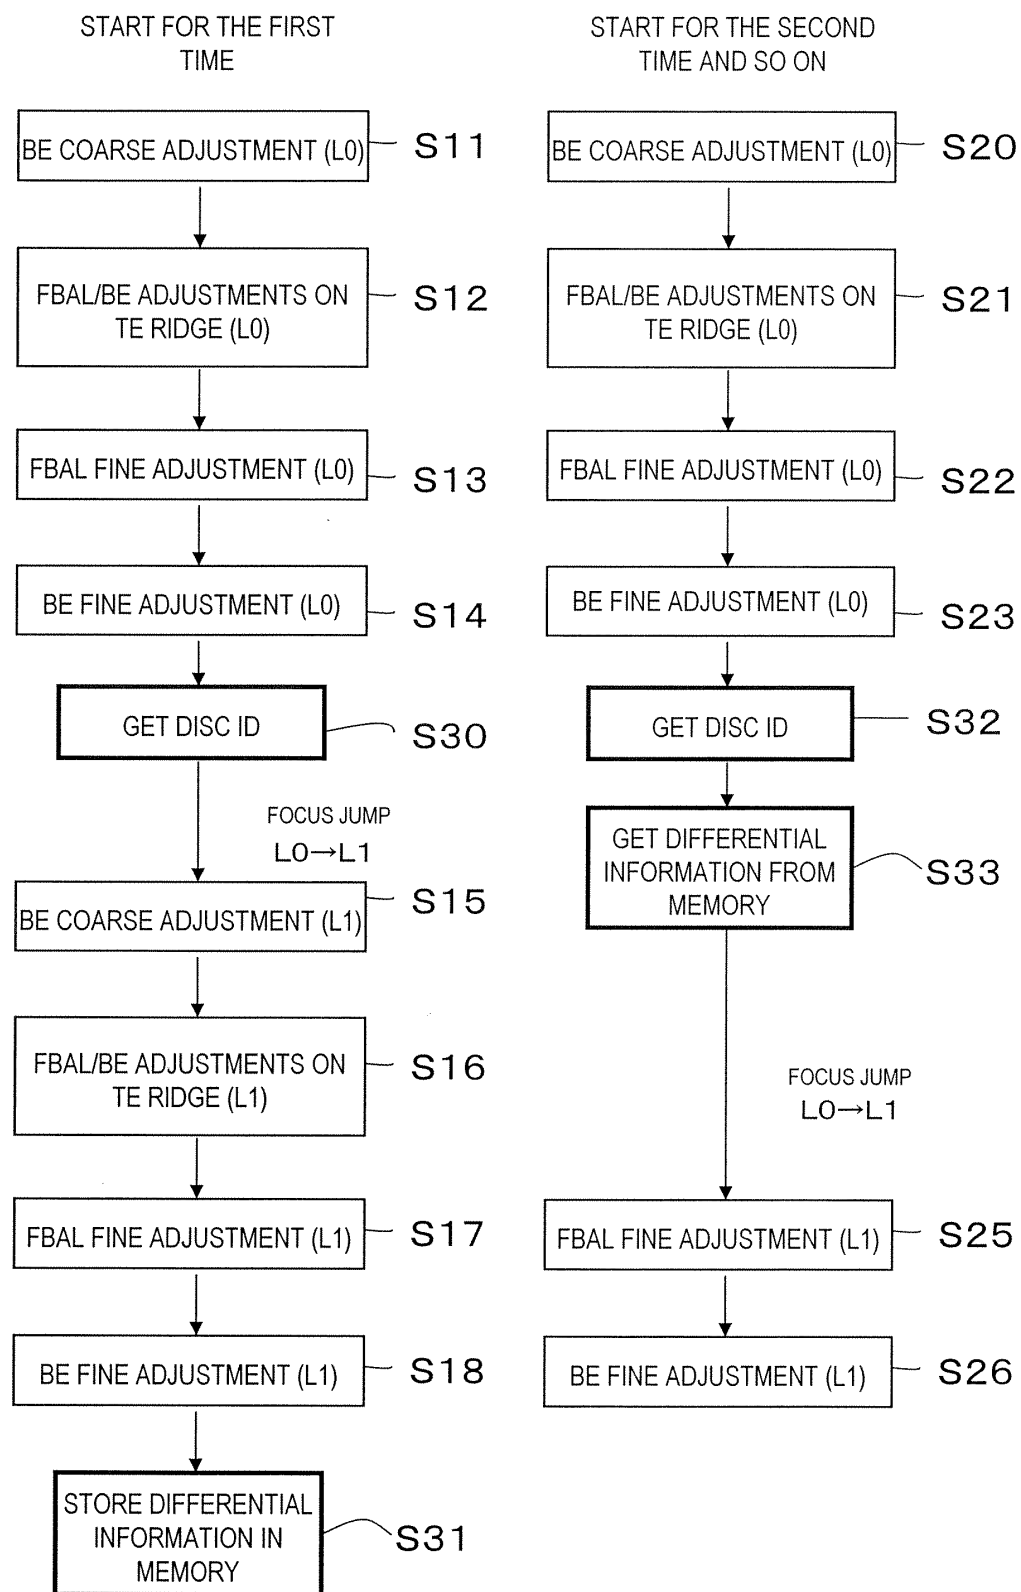 START FOR THE FIRST
TIME
BE COARSE ADJUSTMENT (L0)
S11
FBAL/BE ADJUSTMENTS ON
TE RIDGE (L0)
S12
FBAL FINE ADJUSTMENT (L0)
S13
BE FINE ADJUSTMENT (L0)
S14
GET DISC ID
S30
FOCUS JUMP
L0→L1
BE COARSE ADJUSTMENT (L1)
S15
FBAL/BE ADJUSTMENTS ON
TE RIDGE (L1)
S16
FBAL FINE ADJUSTMENT (L1)
S17
BE FINE ADJUSTMENT (L1)
S18
STORE DIFFERENTIAL
INFORMATION IN
MEMORY
S31
START FOR THE SECOND
TIME AND SO ON
BE COARSE ADJUSTMENT (L0)
S20
FBAL/BE ADJUSTMENTS ON
TE RIDGE (L0)
S21
FBAL FINE ADJUSTMENT (L0)
S22
BE FINE ADJUSTMENT (L0)
S23
GET DISC ID
S32
GET DIFFERENTIAL
INFORMATION FROM
MEMORY
S33
FOCUS JUMP
L0→L1
FBAL FINE ADJUSTMENT (L1)
S25
BE FINE ADJUSTMENT (L1)
S26